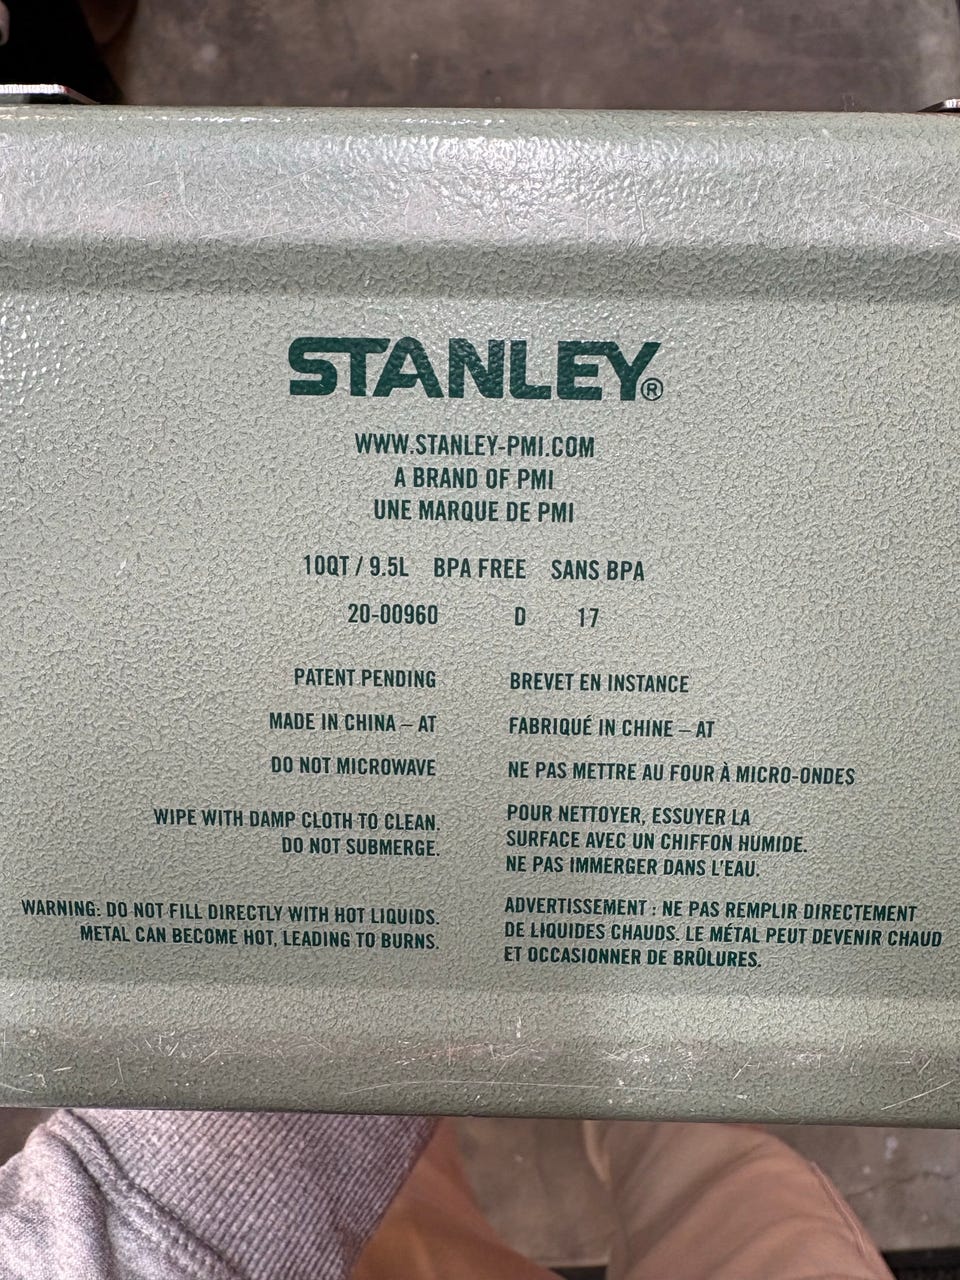 STANLEY®
WWW.STANLEY-PMI.COM
A BRAND OF PMI
UNE MARQUE DE PMI
10QT / 9.5L BPA FREE SANS BPA
20-00960 D 17
PATENT PENDING
MADE IN CHINA – AT
DO NOT MICROWAVE
WIPE WITH DAMP CLOTH TO CLEAN.
DO NOT SUBMERGE.
WARNING: DO NOT FILL DIRECTLY WITH HOT LIQUIDS.
METAL CAN BECOME HOT, LEADING TO BURNS.
BREVET EN INSTANCE
FABRIQUÉ IN CHINE – AT
NE PAS METTRE AU FOUR À MICRO-ONDES
POUR NETTOYER, ESSUYER LA
SURFACE AVEC UN CHIFFON HUMIDE.
NE PAS IMMERGER DANS L'EAU.
ADVERTISSEMENT : NE PAS REMPLIR DIRECTEMENT
DE LIQUIDES CHAUDS. LE MÉTAL PEUT DEVENIR CHAUD
ET OCCASIONNER DE BRÛLURES.